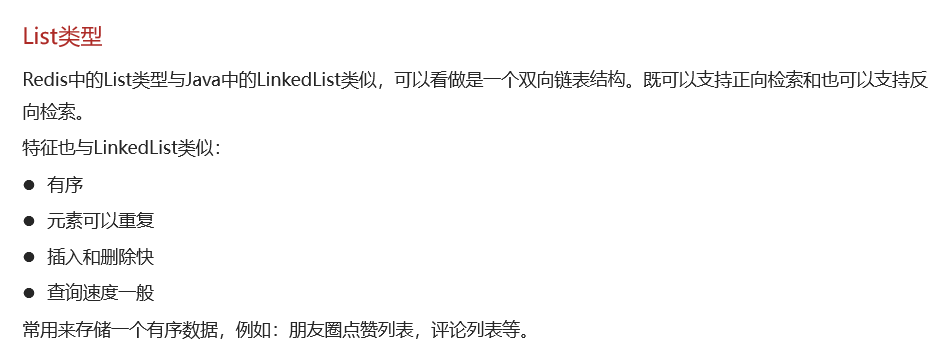 List类型
Redis中的List类型与Java中的LinkedList类似，可以看做是一个双向链表结构。既可以支持正向检索和也可以支持反
向检索。
特征也与LinkedList类似：
● 有序
● 元素可以重复
● 插入和删除快
● 查询速度一般
常用来存储一个有序数据，例如：朋友圈点赞列表，评论列表等。